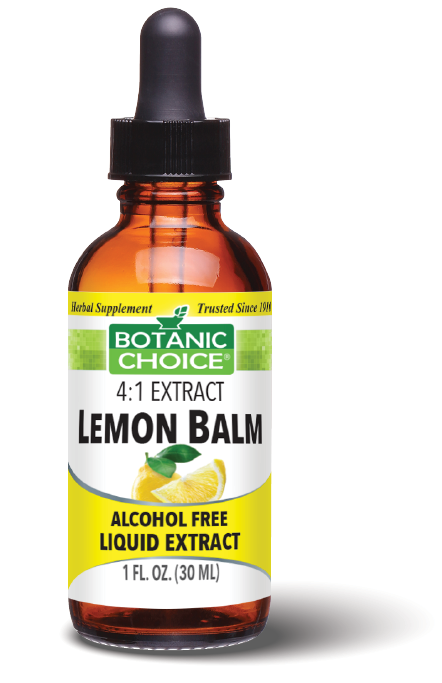 Herbal Supplement Trusted Since 1910
BOTANIC
CHOICE®
4:1 EXTRACT
LEMON BALM
ALCOHOL FREE
LIQUID EXTRACT
1 FL. OZ. (30 ML)